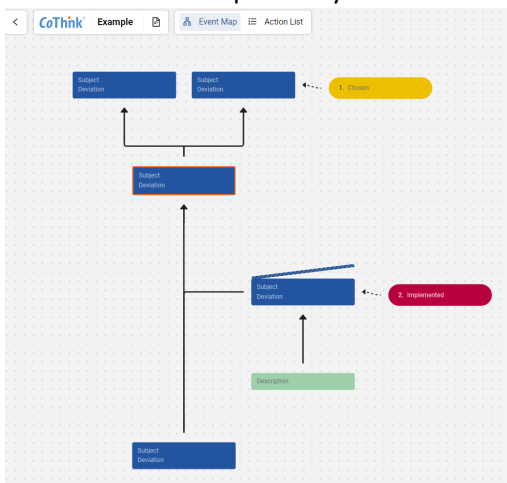 CoThink
Example
Event Map
Action List
Subject
Deviation
Subject
Deviation
1. Chosen
Subject
Deviation
Subject
Deviation
2. Implemented
Description
Subject
Deviation